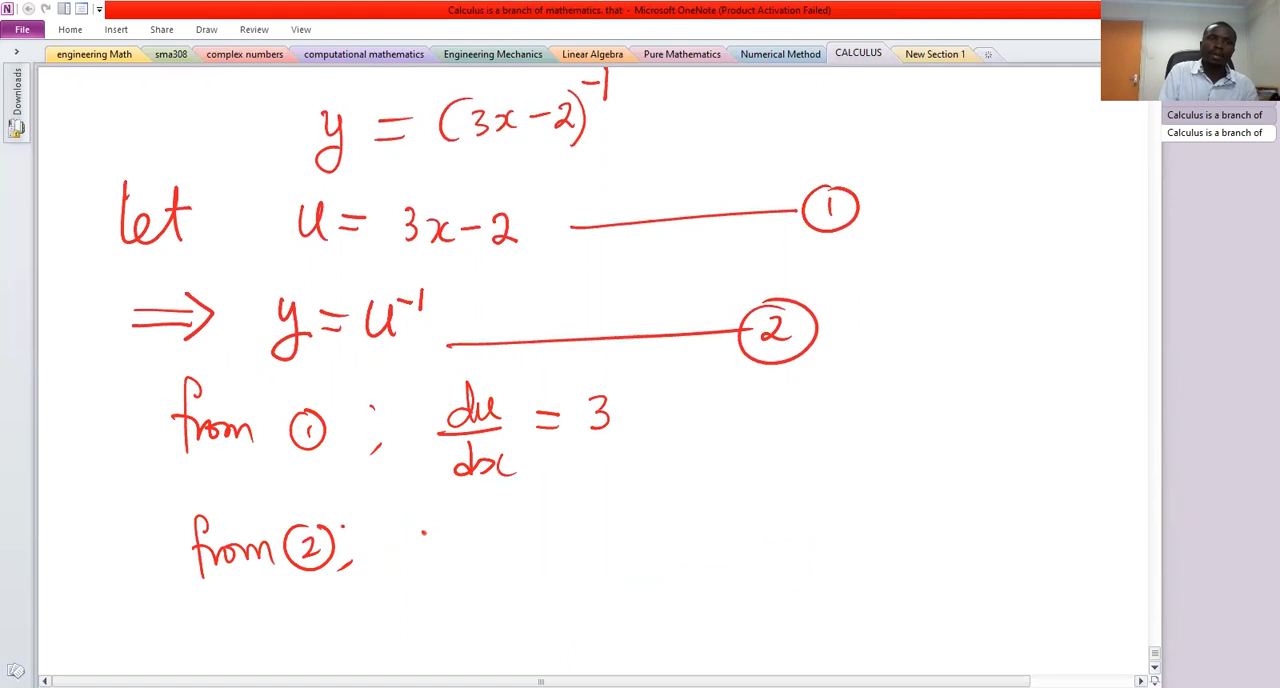 Calculus is a branch of mathematics. that - Microsoft OneNote (Product Activation Failed)
File Home Insert Share Draw Review View
engineering Math sma308 complex numbers computational mathematics Engineering Mechanics Linear Algebra Pure Mathematics Numerical Method CALCULUS New Section 1
Downloads
Calculus is a branch of
Calculus is a branch of
y = (3x-2)⁻¹
let u = 3x-2 ——— ①
⟹ y = u⁻¹ ——— ②
from ① ; du/dx = 3
from ② ;